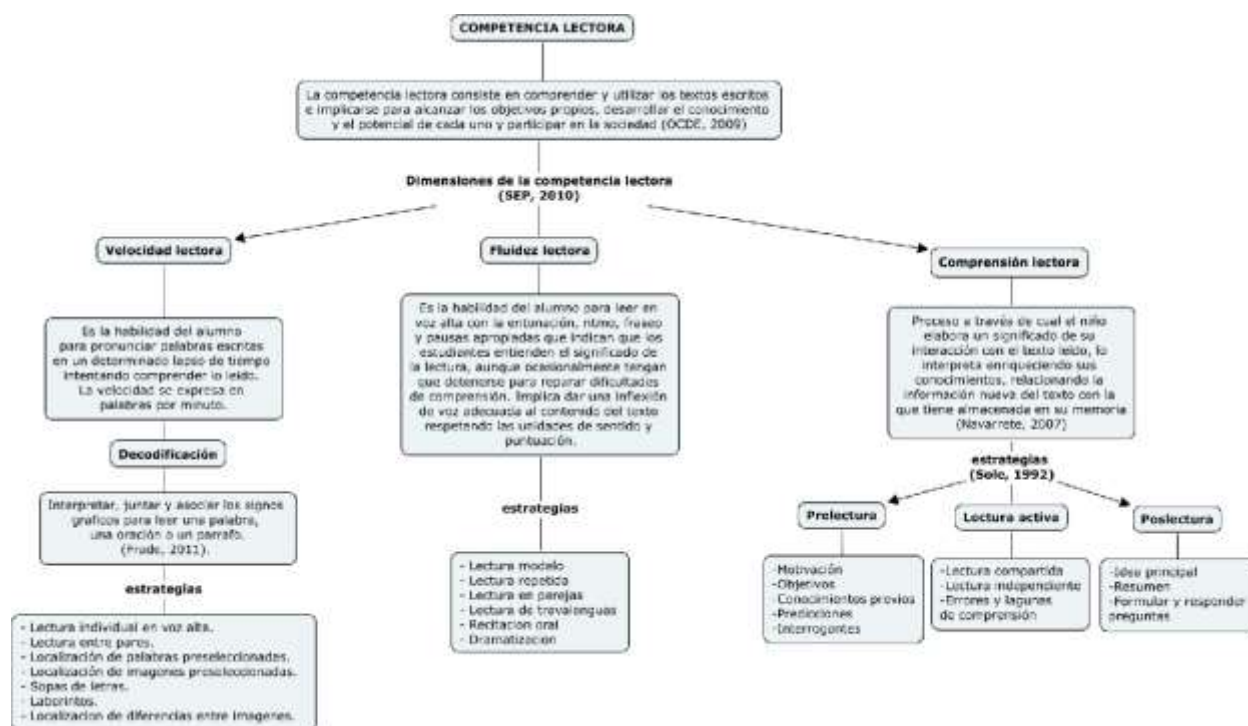 COMPETENCIA LECTORA
La competencia lectora consiste en comprender y utilizar los textos escritos
e implicarse para alcanzar los objetivos propios, desarrollar el conocimiento
y el potencial de cada uno y participar en la sociedad (OCDE, 2009)
Dimensiones de la competencia lectora
(SEP, 2010)
Velocidad lectora
Es la habilidad del alumno
para pronunciar palabras escritas
en un determinado lapso de tiempo
intentando comprender lo leído.
La velocidad se expresa en
palabras por minuto.
Decodificación
Interpretar, juntar y asociar los signos
graficos para leer una palabra,
una oración o un parrafo.
2011).
estrategias
- Lectura individual en voz alta.
- Lectura entre pares.
- Localización de palabras preseleccionadas.
- Localización de imagenes preseleccionadas.
- Sopas de letras.
- Laberintos.
- Localizacion de diferencias entre imagenes.
Fluidez lectora
Es la habilidad del alumno para leer en
voz alta con la entonación, ritmo, fraseo
y pausas apropiadas que indican que los
estudiantes entienden el significado de
la lectura, aunque ocasionalmente tengan
que detenerse para reparar dificultades
de comprensión. Implica dar una inflexión
de voz adecuada al contenido del texto
respetando las unidades de sentido y
puntuación.
estrategias
- Lectura modelo
- Lectura repetida
- Lectura en parejas
- Lectura de travalenguas
- Recitacion oral
- Dramatizacion
Comprensión lectora
Proceso a través de cual el niño
elabora un significado de su
interacción con el texto leído, lo
interpreta enriqueciendo sus
conocimientos, relacionando la
información nueva del texto con la
que tiene almacenada en su memoria
(Navarrete, 2007)
estrategias
(Sole, 1992)
Prelectura
-Motivación
-Objetivos
-Conocimientos previos
-Predicciones
-Interrogantes
Lectura activa
-Lectura compartida
-Lectura independiente
-Errores y lagunas
de comprensión
Poslectura
-Idea principal
-Resumen
-Formular y responder
preguntas